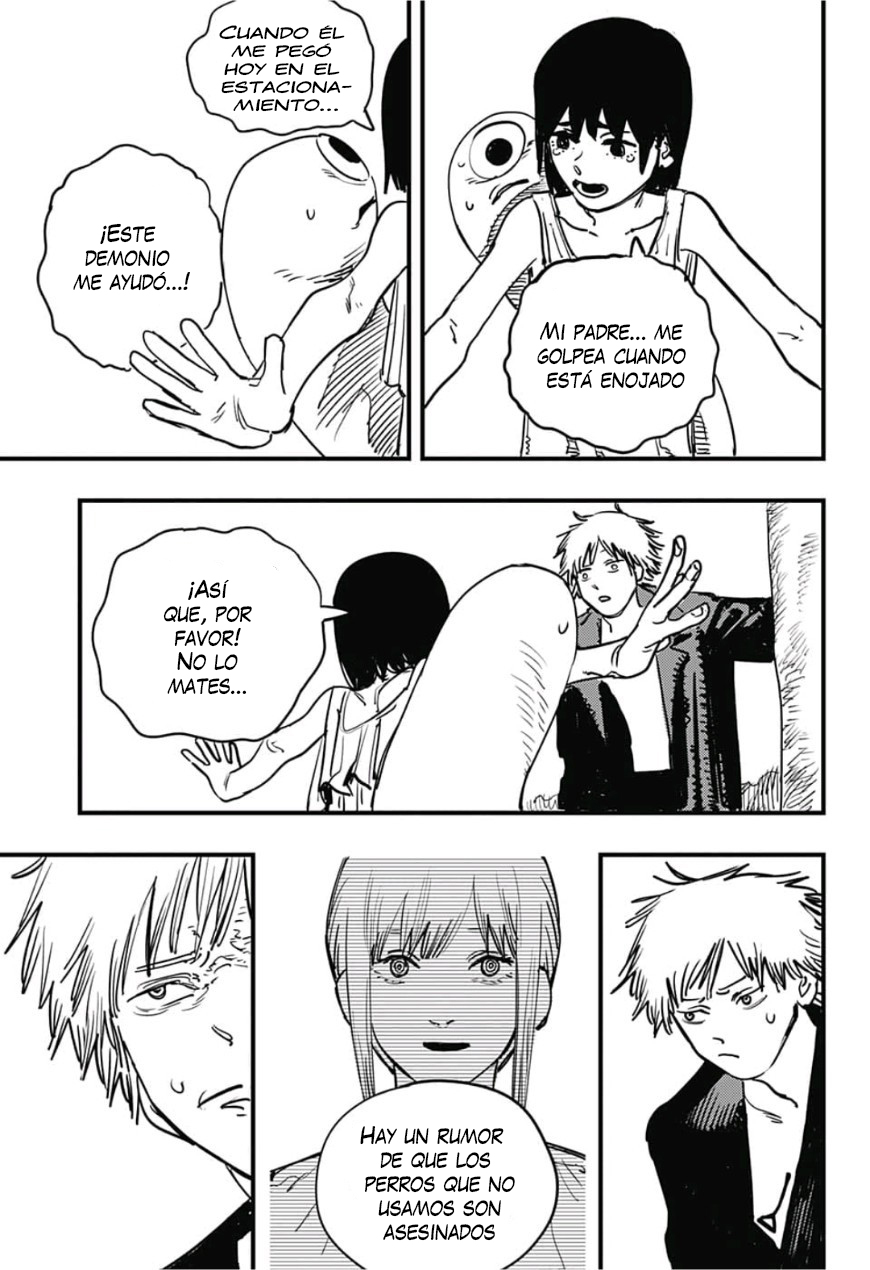 MI PADRE... ME
GOLPEA CUANDO
ESTÁ ENOJADO
CUANDO ÉL
ME PEGÓ
HOY EN EL
ESTACIONA-
MIENTO...
¡ESTE
DEMONIO
ME AYUDÓ...!
¡ASÍ
QUE, POR
FAVOR!
NO LO
MATES...
HAY UN RUMOR
DE QUE LOS
PERROS QUE NO
USAMOS SON
ASESINADOS